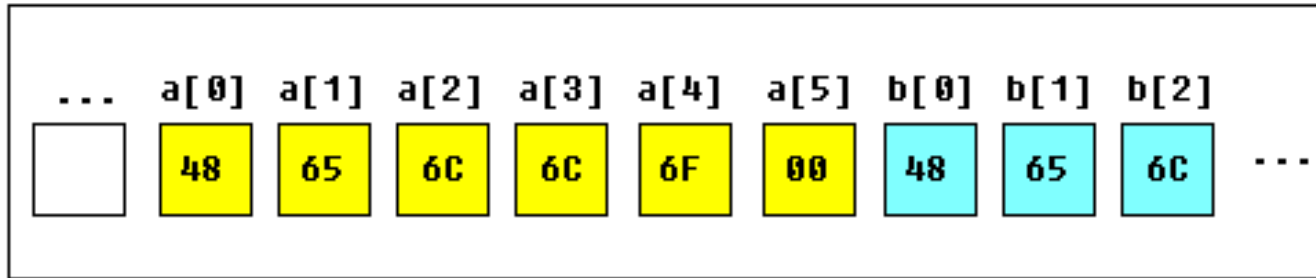 ... a[0] a[1] a[2] a[3] a[4] a[5] b[0] b[1] b[2]
48 65 6C 6C 6F 00 48 65 6C ...